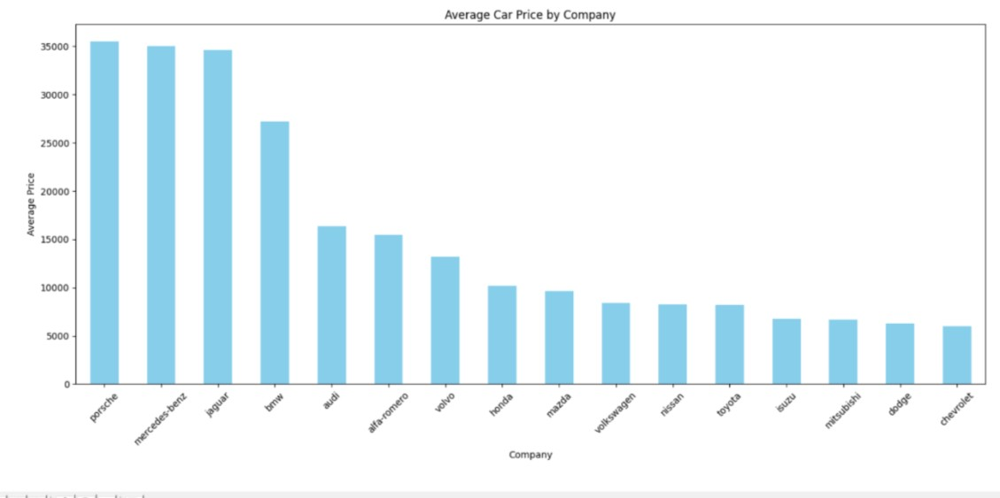 Average Car Price by Company
Average Price
35000
30000
25000
20000
15000
10000
5000
0
porsche
mercedes-benz
jaguar
bmw
audi
alfa-romero
volvo
honda
mazda
volkswagen
nissan
toyota
isuzu
mitsubishi
dodge
chevrolet
Company